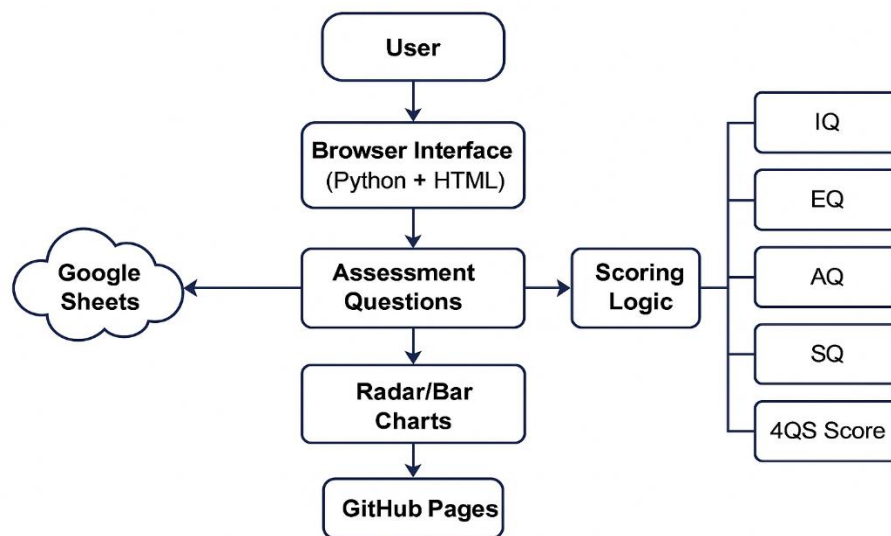 User
Browser Interface
(Python + HTML)
Google
Sheets
Assessment
Questions
Scoring
Logic
IQ
EQ
AQ
SQ
4QS Score
Radar/Bar
Charts
GitHub Pages